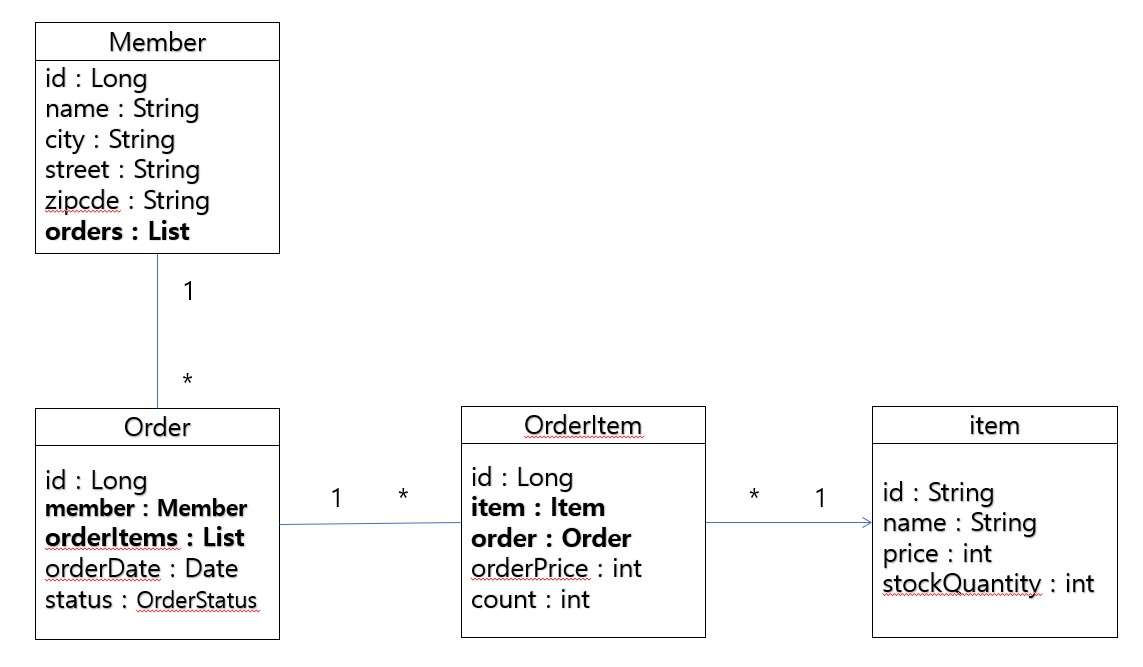 Member
id : Long
name : String
city : String
street : String
zipcde : String
orders : List
1
*
Order
id : Long
member : Member
orderItems : List
orderDate : Date
status : OrderStatus
1
*
OrderItem
id : Long
item : Item
order : Order
orderPrice : int
count : int
*
1
item
id : String
name : String
price : int
stockQuantity : int